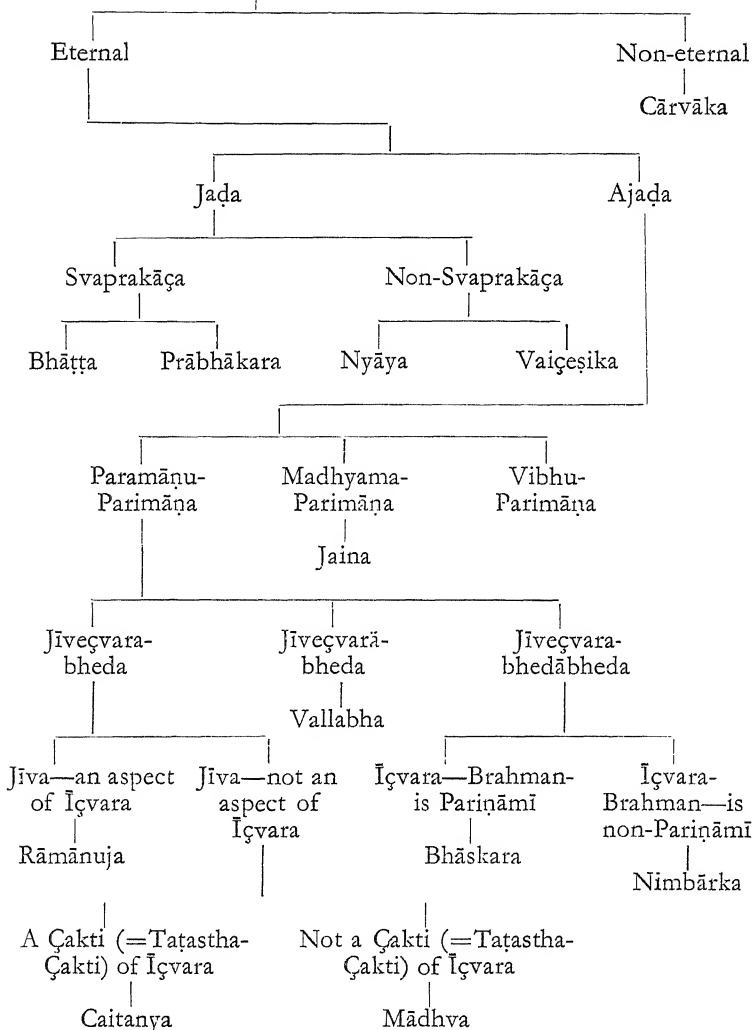 Eternal
Non-eternal
Cārvāka
Jaḍa
Ajaḍa
Svaprakāça
Non-Svaprakāça
Bhāṭṭa
Prābhākara
Nyāya
Vaiçeṣika
Paramāṇu-
Parimāṇa
Madhyama-
Parimāṇa
Vibhu-
Parimāṇa
Jaina
Jīveçvara-
bheda
Jīveçvarā-
bheda
Jīveçvara-
bhedābheda
Vallabha
Jīva—an aspect
of Īçvara
Jīva—not an
aspect of
Īçvara
Īçvara—Brahman-
is Pariṇāmī
Īçvara-
Brahman—is
non-Pariṇāmī
Rāmānuja
Bhāskara
Nimbārka
A Çakti (=Taṭastha-
Çakti) of Īçvara
Not a Çakti (=Taṭastha-
Çakti) of Īçvara
Caitanya
Mādhva